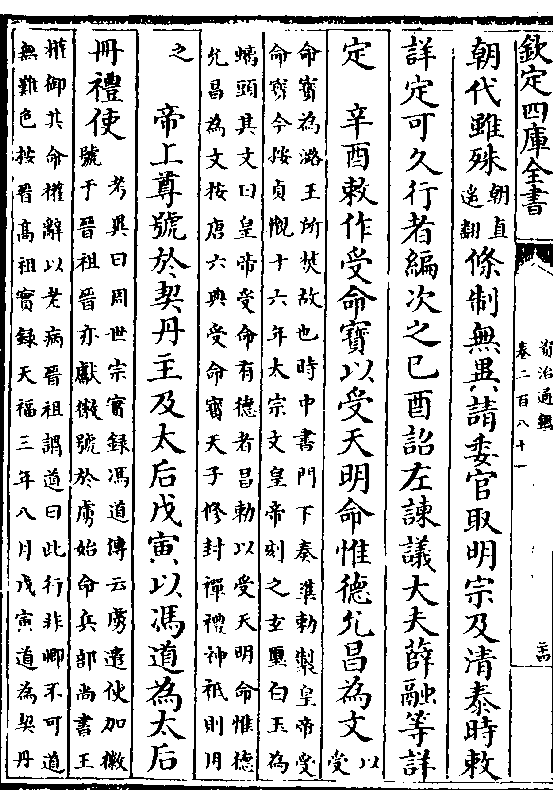 欽定四庫全書
資治通鑑
卷二百八十一
朝代雖殊朝直遙翻條制無異請委官取明宗及清泰時敕
詳定可久行者編次之己酉詔左諫議大夫薛融等詳
定　辛酉敕作受命寶以受天明命惟德允昌為文以受
命寶為潞王所焚故也時中書門下奏準勅製皇帝受
命寶今按貞觀十六年太宗文皇帝刻之玄璽白玉為
螭頭其文曰皇帝受命有德者昌勅以受天明命惟德
允昌為文按唐六典受命寶天子修封禪禮神祇則用
之　帝上尊號於契丹主及太后戊寅以馮道為太后
冊禮使考異曰周世宗實錄馮道傳云虜遣使加徽
號于晉祖晉亦獻徽號於虜始命兵部尚書王
權御其命權辭以老病晉祖謂道曰此行非卿不可道
無難色按晉高祖實錄天福三年八月戊寅道為契丹